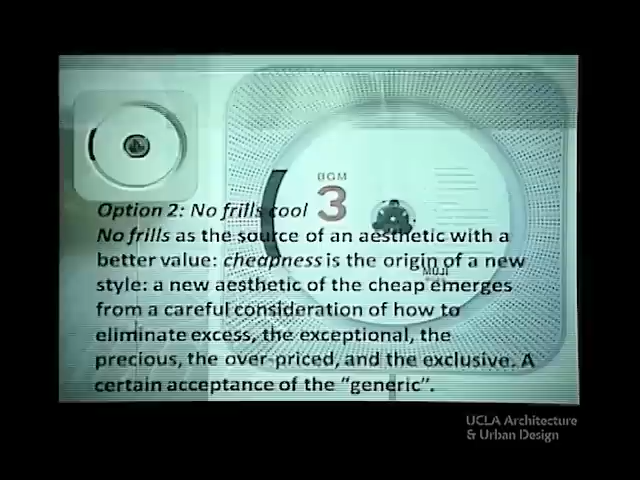 BGM
3
Option 2: No frills cool
No frills as the source of an aesthetic with a
better value: cheapness is the origin of a new
MUJI
style: a new aesthetic of the cheap emerges
from a careful consideration of how to
eliminate excess, the exceptional, the
precious, the over-priced, and the exclusive. A
certain acceptance of the “generic”.
UCLA Architecture
& Urban Design